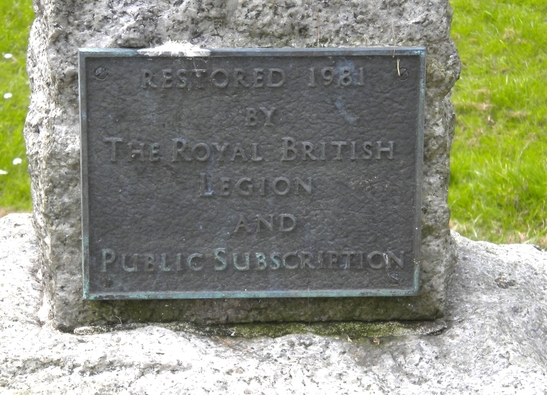 RESTORED 1981
BY
THE ROYAL BRITISH
LEGION
AND
PUBLIC SUBSCRIPTION